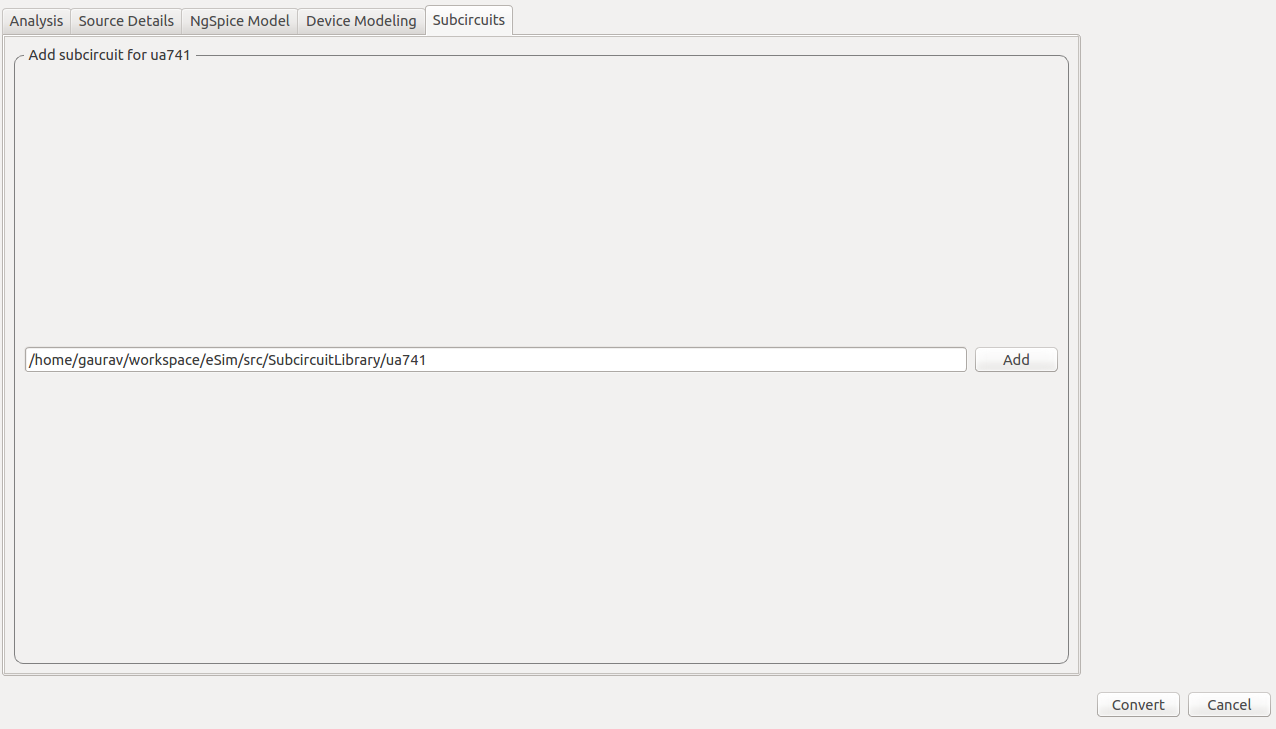 Analysis Source Details NgSpice Model Device Modeling Subcircuits
Add subcircuit for ua741
/home/gaurav/workspace/eSim/src/SubcircuitLibrary/ua741 Add
Convert Cancel